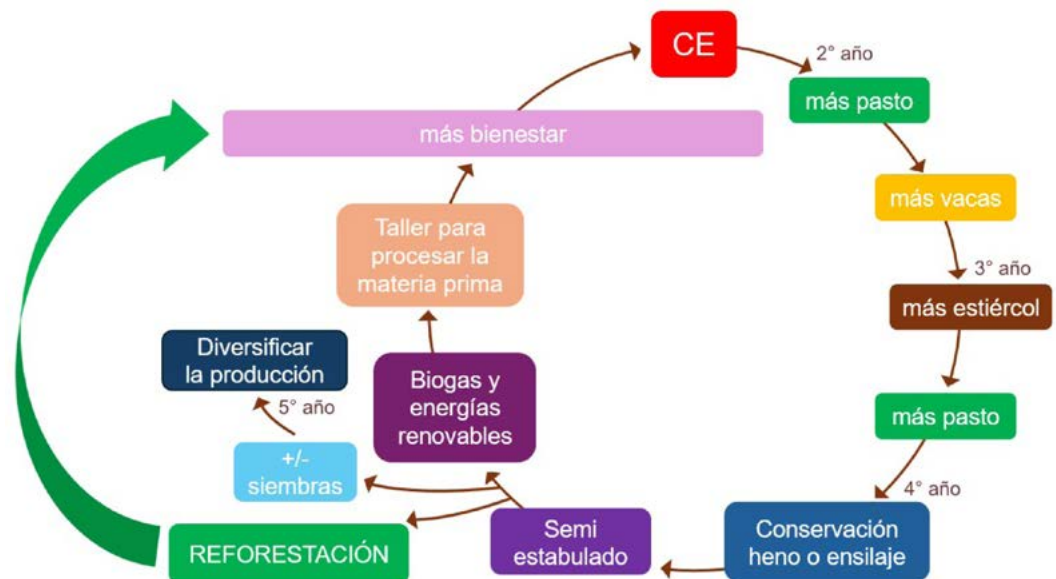 CE
2° año
más pasto
más bienestar
más vacas
Taller para
procesar la
materia prima
3° año
más estiércol
Diversificar
la producción
Biogas y
energías
renovables
5° año
más pasto
+/-
siembras
4° año
Semi
estabulado
Conservación
heno o ensilaje
REFORESTACIÓN